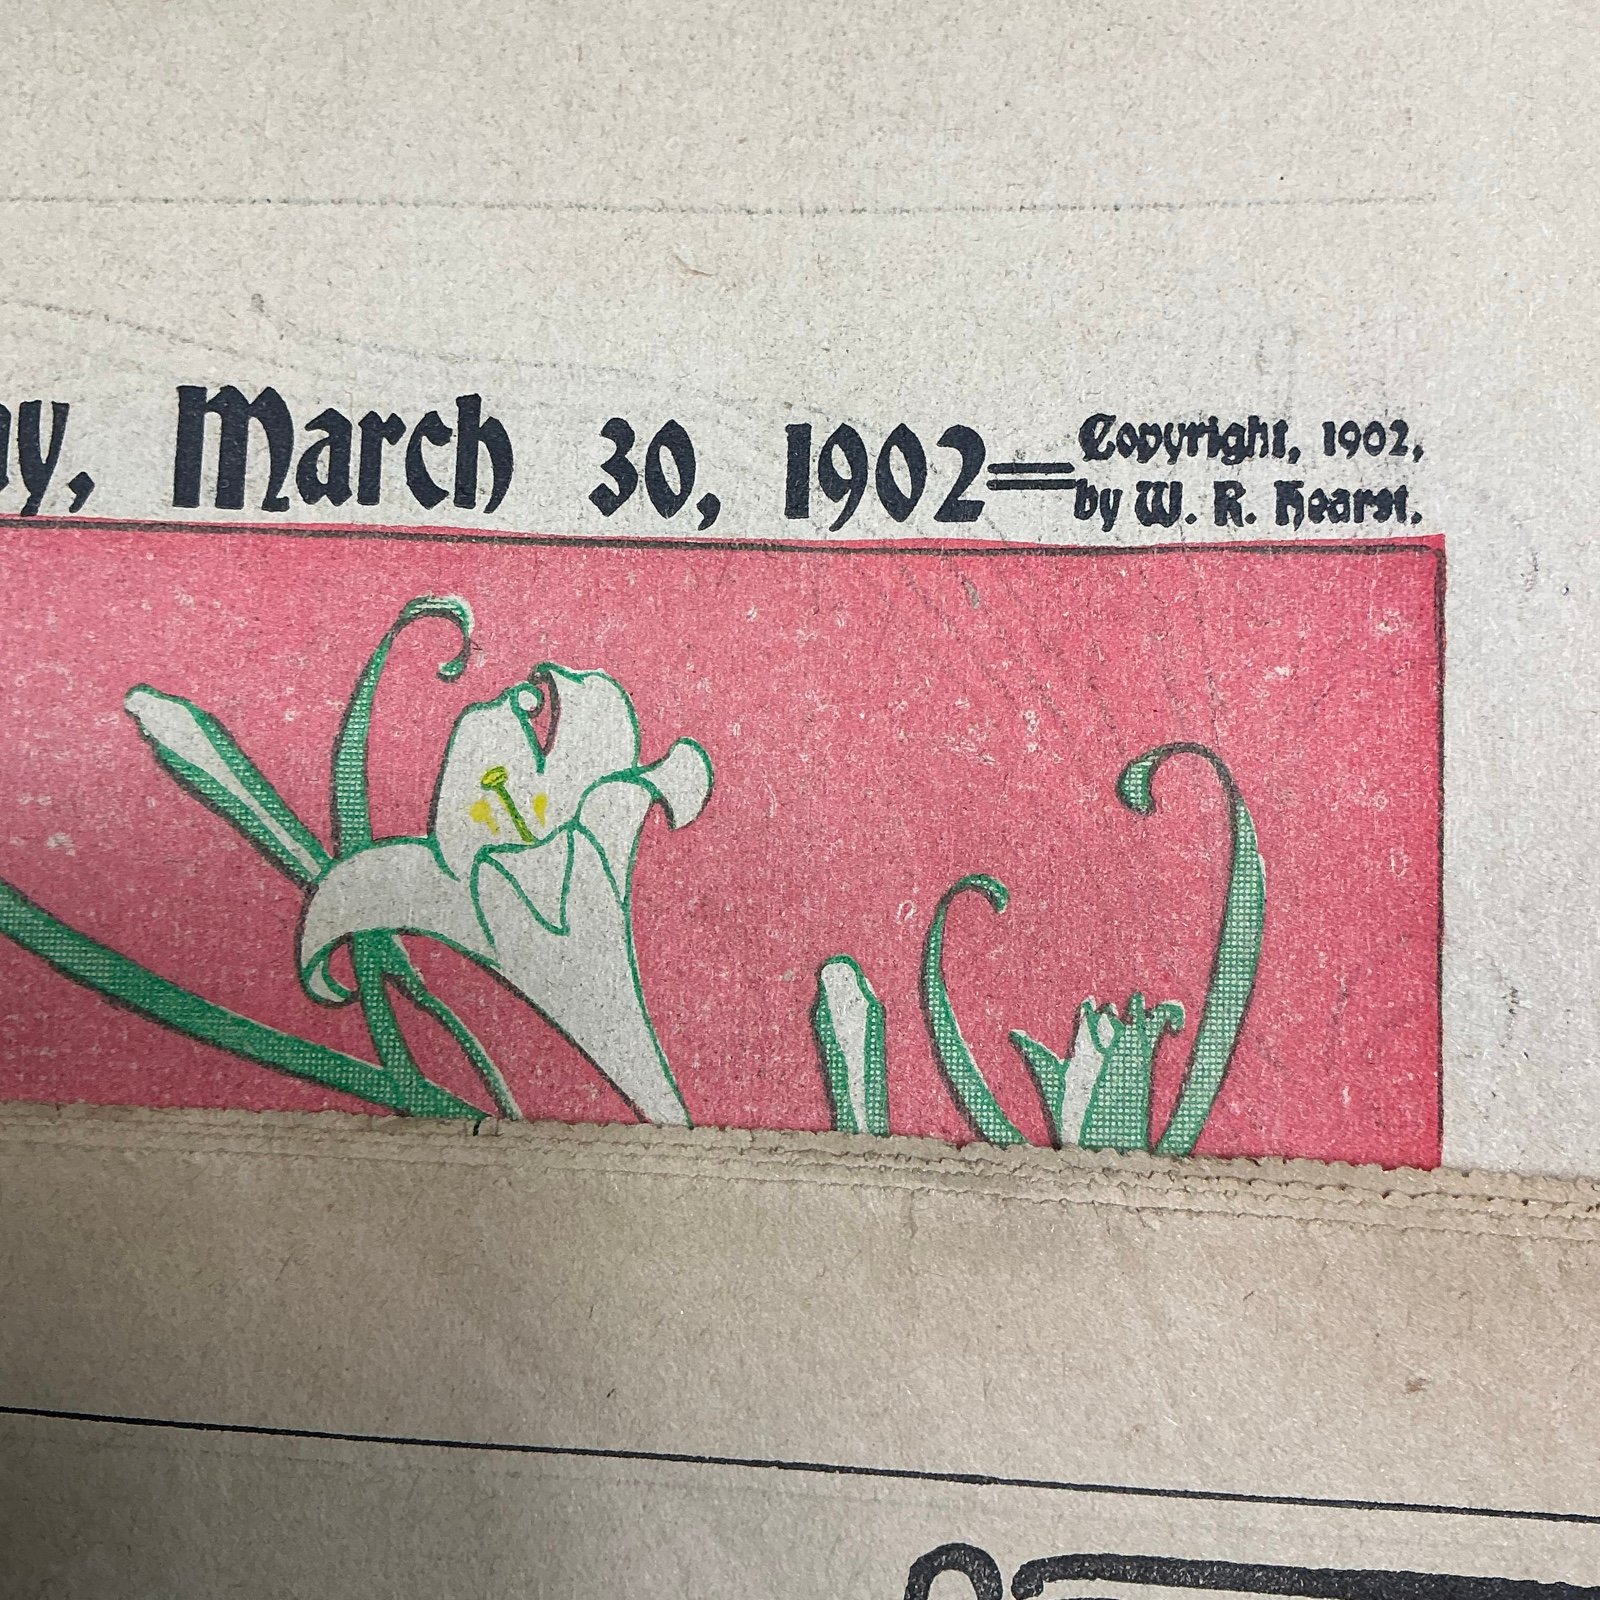 ay, March 30, 1902=Copyright, 1902,
by W. R. Hearst.